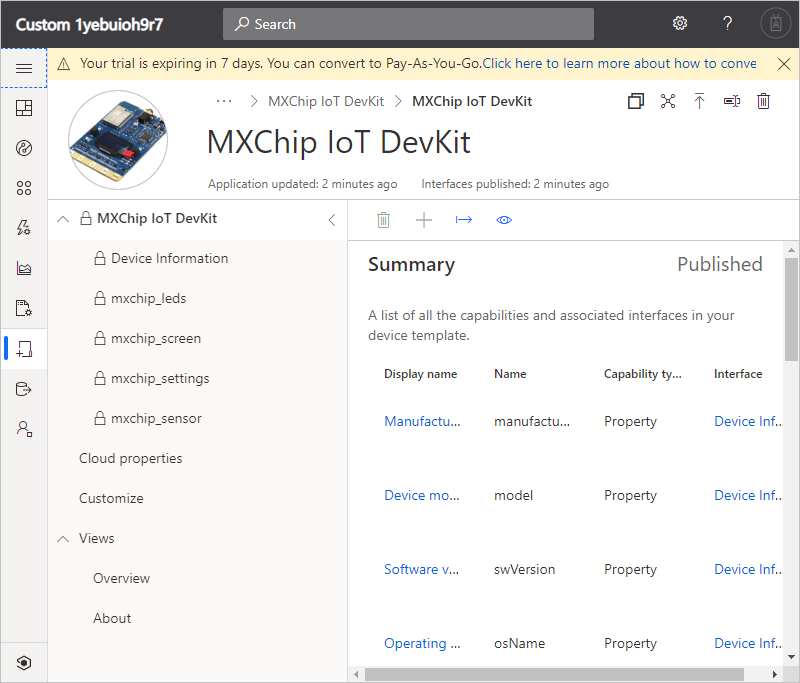 Custom 1yebuioh9r7
Search
?
Your trial is expiring in 7 days. You can convert to Pay-As-You-Go.Click here to learn more about how to conve
··· > MXChip IoT DevKit > MXChip IoT DevKit
MXChip IoT DevKit
Application updated: 2 minutes ago Interfaces published: 2 minutes ago
MXChip IoT DevKit
Device Information
mxchip_leds
mxchip_screen
mxchip_settings
mxchip_sensor
Cloud properties
Customize
Views
Overview
About
Summary Published
A list of all the capabilities and associated interfaces in your
device template.
Display name Name Capability ty... Interface
Manufactu... manufactu... Property Device Inf..
Device mo... model Property Device Inf..
Software v... swVersion Property Device Inf..
Operating ... osName Property Device Inf..